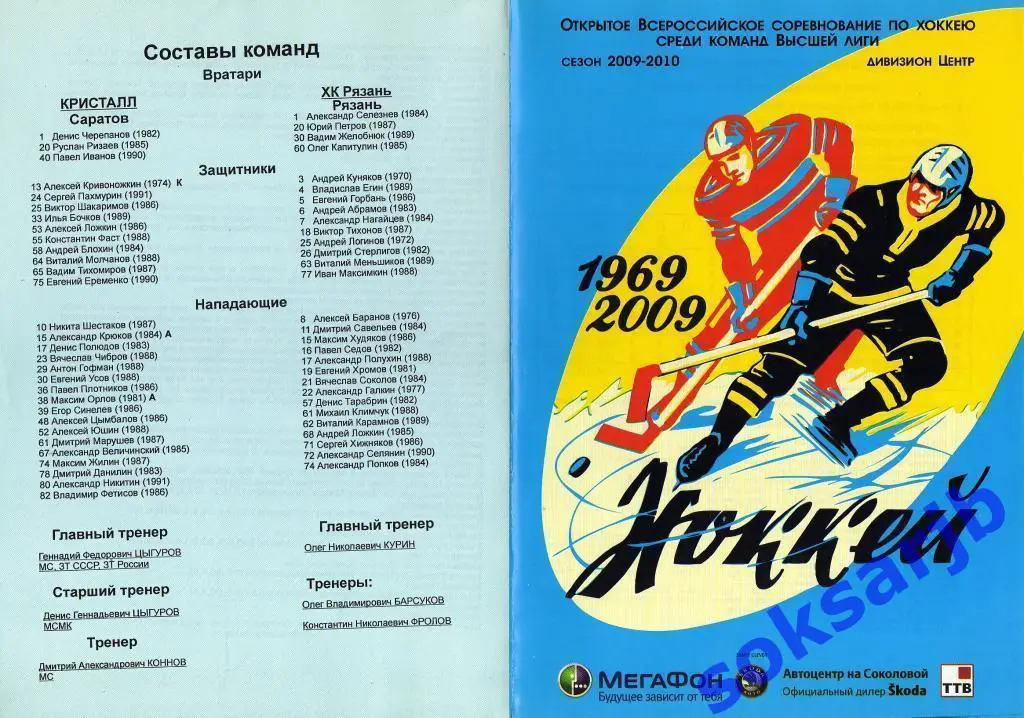 Составы команд
Вратари
КРИСТАЛЛ
Саратов
1 Денис Черепанов (1982)
20 Руслан Ризаев (1985)
40 Павел Иванов (1990)
ХК Рязань
Рязань
1 Александр Селезнев (1984)
20 Юрий Петров (1987)
30 Вадим Желобнюк (1989)
60 Олег Капитулин (1985)
Защитники
13 Алексей Кривоножкин (1974) К
24 Сергей Пахмурин (1991)
25 Виктор Шакаримов (1986)
33 Илья Бочков (1989)
53 Алексей Ложкин (1986)
55 Константин Фаст (1988)
58 Андрей Блохин (1984)
64 Виталий Молчанов (1988)
65 Вадим Тихомиров (1987)
75 Евгений Еременко (1990)
3 Андрей Куняков (1970)
4 Владислав Егин (1989)
5 Евгений Горбань (1986)
6 Андрей Абрамов (1983)
7 Александр Нагайцев (1984)
18 Виктор Тихонов (1987)
25 Андрей Логинов (1972)
26 Дмитрий Стерлигов (1982)
63 Виталий Меньшиков (1989)
77 Иван Максимкин (1988)
Нападающие
10 Никита Шестаков (1987)
15 Александр Крюков (1984) А
17 Денис Полюдов (1983)
23 Вячеслав Чибров (1988)
29 Антон Гофман (1988)
30 Евгений Усов (1988)
36 Павел Плотников (1986)
38 Максим Орлов (1981) А
39 Егор Синелев (1986)
48 Алексей Цымбалов (1986)
52 Алексей Юшин (1988)
61 Дмитрий Марушев (1987)
67 Александр Величинский (1985)
74 Максим Жилин (1987)
78 Дмитрий Данилин (1983)
80 Александр Никитин (1991)
82 Владимир Фетисов (1986)
8 Алексей Баранов (1976)
11 Дмитрий Савельев (1984)
15 Максим Худяков (1986)
16 Павел Седов (1982)
17 Александр Полухин (1988)
19 Евгений Хромов (1981)
21 Вячеслав Соколов (1984)
22 Александр Галкин (1977)
57 Денис Тарабрин (1982)
61 Михаил Климчук (1988)
62 Виталий Карамнов (1989)
68 Андрей Ложкин (1985)
71 Сергей Хижняков (1986)
72 Александр Селянин (1990)
74 Александр Попков (1984)
Главный тренер
Геннадий Федорович ЦЫГУРОВ
МС, ЗТ СССР, ЗТ России
Старший тренер
Денис Геннадьевич ЦЫГУРОВ
МСМК
Тренер
Дмитрий Александрович КОННОВ
МС
Главный тренер
Олег Николаевич КУРИН
Тренеры:
Олег Владимирович БАРСУКОВ
Константин Николаевич ФРОЛОВ
Открытое Всероссийское соревнование по хоккею
среди команд Высшей лиги
сезон 2009-2010
дивизион Центр
1969
2009
Хоккей
МЕГАФОН
Будущее зависит от тебя
Автоцентр на Соколовой
Официальный дилер Škoda
ТТВ
soksarjb